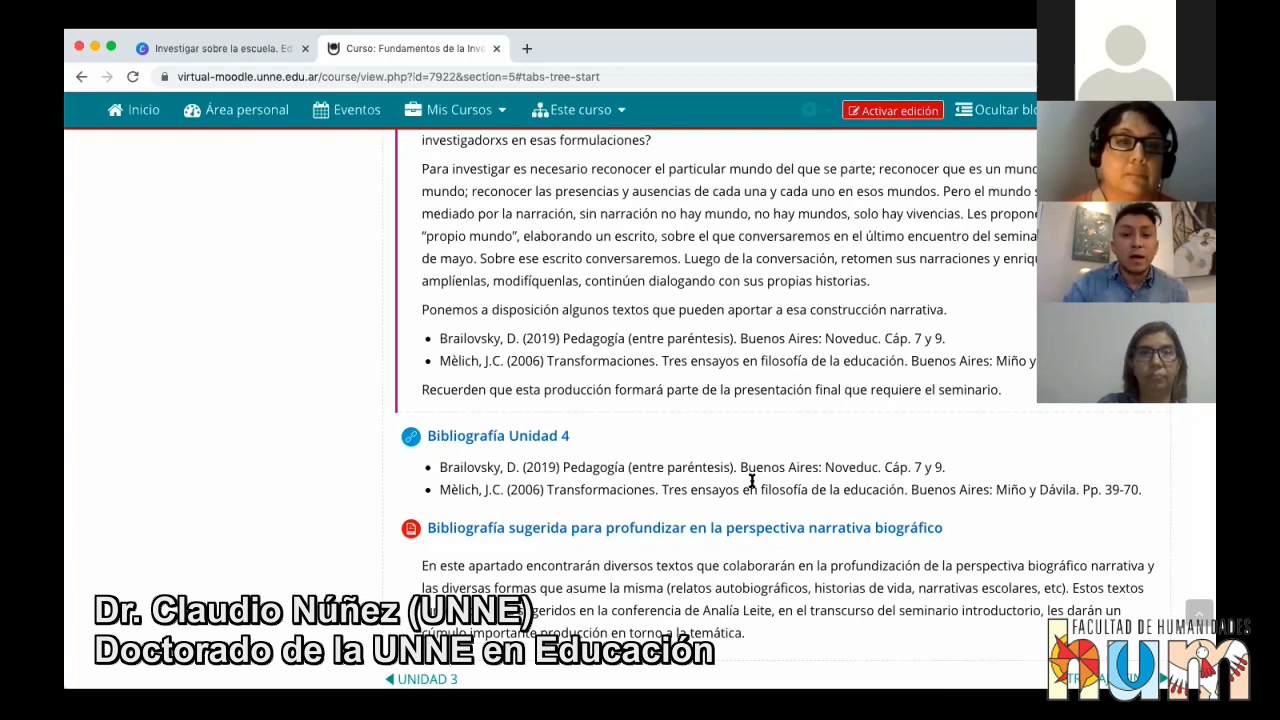 Investigar sobre la escuela. Ed
Curso: Fundamentos de la Inve
virtual-moodle.unne.edu.ar/course/view.php?id=7922&section=5#tabs-tree-start
Inicio
Área personal
Eventos
Mis Cursos
Este curso
Activar edición
Ocultar blo
investigadorxs en esas formulaciones?
Para investigar es necesario reconocer el particular mundo del que se parte; reconocer que es un mund
mundo; reconocer las presencias y ausencias de cada una y cada uno en esos mundos. Pero el mundo s
mediado por la narración, sin narración no hay mundo, no hay mundos, solo hay vivencias. Les propone
“propio mundo”, elaborando un escrito, sobre el que conversaremos en el último encuentro del semina
de mayo. Sobre ese escrito conversaremos. Luego de la conversación, retomen sus narraciones y enriq
amplíenlas, modifíquenlas, continúen dialogando con sus propias historias.
Ponemos a disposición algunos textos que pueden aportar a esa construcción narrativa.
Brailovsky, D. (2019) Pedagogía (entre paréntesis). Buenos Aires: Noveduc. Cáp. 7 y 9.
Mèlich, J.C. (2006) Transformaciones. Tres ensayos en filosofía de la educación. Buenos Aires: Miño y
Recuerden que esta producción formará parte de la presentación final que requiere el seminario.
Bibliografía Unidad 4
Brailovsky, D. (2019) Pedagogía (entre paréntesis). Buenos Aires: Noveduc. Cáp. 7 y 9.
Mèlich, J.C. (2006) Transformaciones. Tres ensayos en filosofía de la educación. Buenos Aires: Miño y Dávila. Pp. 39-70.
Bibliografía sugerida para profundizar en la perspectiva narrativa biográfico
En este apartado encontrarán diversos textos que colaborarán en la profundización de la perspectiva biográfico narrativa y
las diversas formas que asume la misma (relatos autobiográficos, historias de vida, narrativas escolares, etc). Estos textos
en la conferencia de Analía Leite, en el transcurso del seminario introductorio, les darán un
cúmulo importante producción en torno a la temática.
Dr. Claudio Núñez (UNNE)
Doctorado de la UNNE en Educación
UNIDAD 3
FACULTAD DE HUMANIDADES
hum